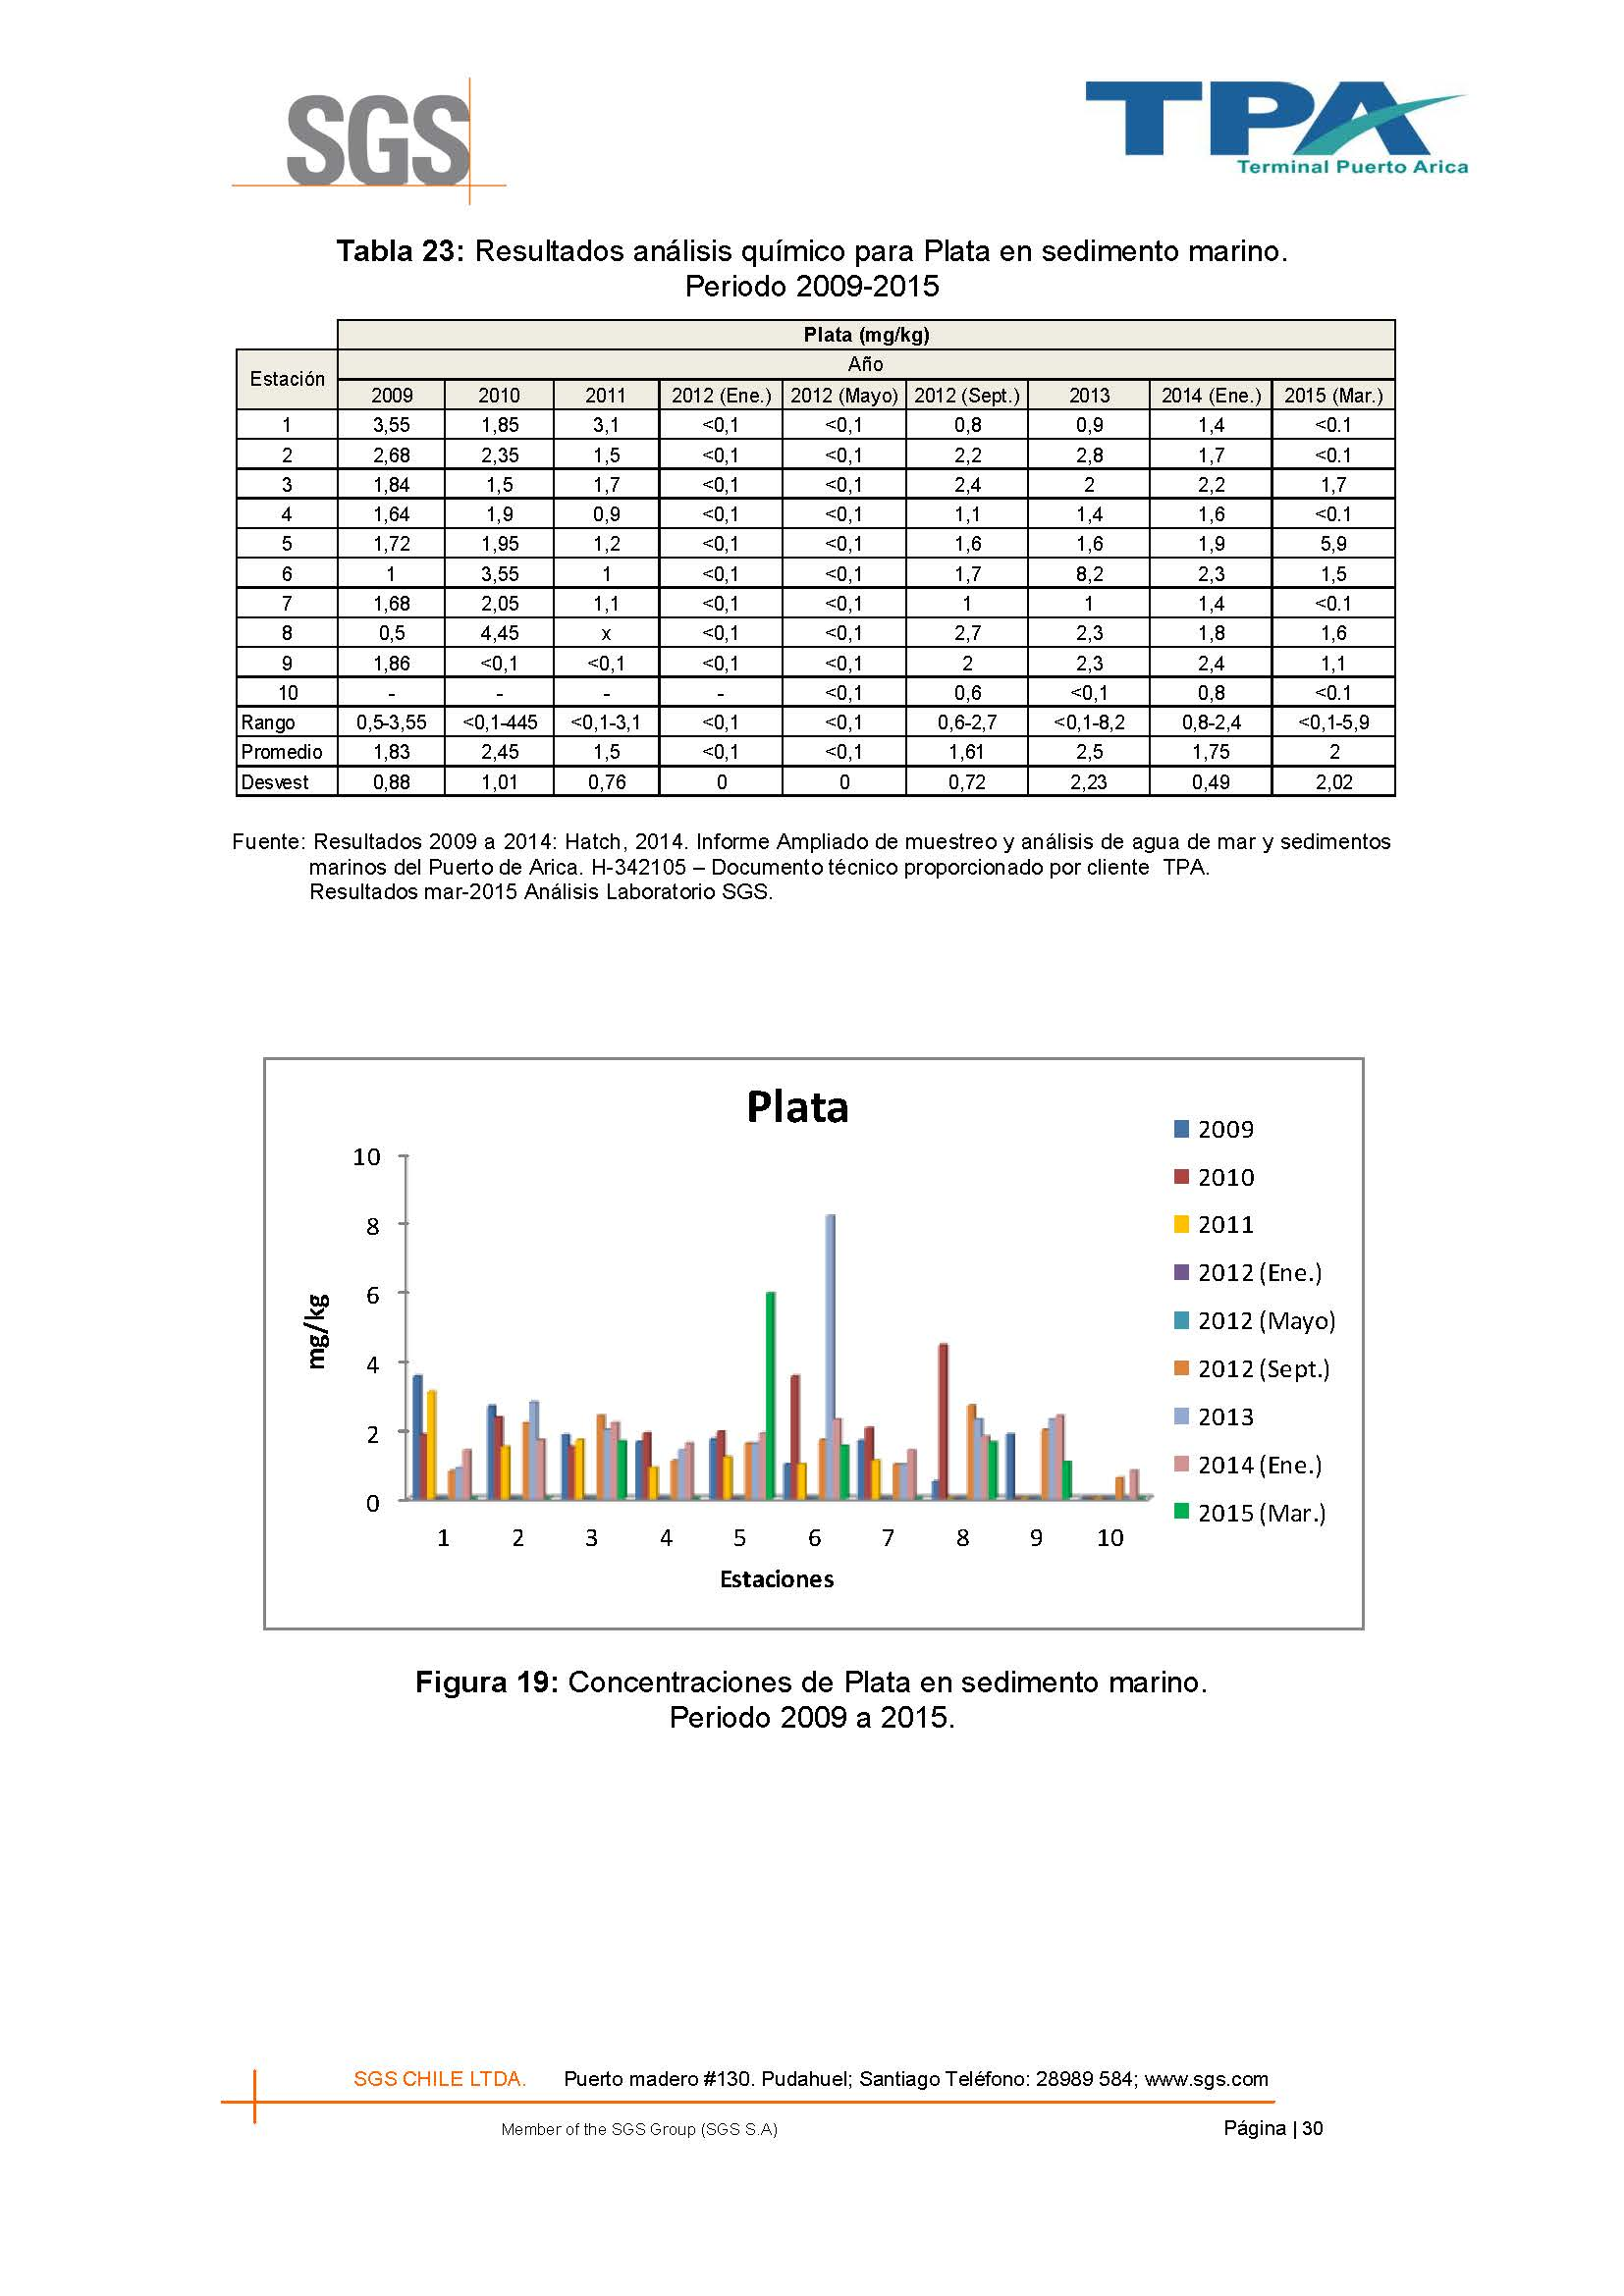 SGS
TPA
Terminal Puerto Arica
Tabla 23: Resultados análisis químico para Plata en sedimento marino.
Periodo 2009-2015
Plata (mg/kg)
Estación Año
2009 2010 2011 2012 (Ene.) 2012 (Mayo) 2012 (Sept.) 2013 2014 (Ene.) 2015 (Mar.)
1 3,55 1,85 3,1 <0,1 <0,1 0,8 0,9 1,4 <0.1
2 2,68 2,35 1,5 <0,1 <0,1 2,2 2,8 1,7 <0.1
3 1,84 1,5 1,7 <0,1 <0,1 2,4 2 2,2 1,7
4 1,64 1,9 0,9 <0,1 <0,1 1,1 1,4 1,6 <0.1
5 1,72 1,95 1,2 <0,1 <0,1 1,6 1,6 1,9 5,9
6 1 3,55 1 <0,1 <0,1 1,7 8,2 2,3 1,5
7 1,68 2,05 1,1 <0,1 <0,1 1 1 1,4 <0.1
8 0,5 4,45 x <0,1 <0,1 2,7 2,3 1,8 1,6
9 1,86 <0,1 <0,1 <0,1 <0,1 2 2,3 2,4 1,1
10 - - - - <0,1 0,6 <0,1 0,8 <0.1
Rango 0,5-3,55 <0,1-445 <0,1-3,1 <0,1 <0,1 0,6-2,7 <0,1-8,2 0,8-2,4 <0,1-5,9
Promedio 1,83 2,45 1,5 <0,1 <0,1 1,61 2,5 1,75 2
Desvest 0,88 1,01 0,76 0 0 0,72 2,23 0,49 2,02
Fuente: Resultados 2009 a 2014: Hatch, 2014. Informe Ampliado de muestreo y análisis de agua de mar y sedimentos
marinos del Puerto de Arica. H-342105 – Documento técnico proporcionado por cliente TPA.
Resultados mar-2015 Análisis Laboratorio SGS.
Plata
mg/kg
10
8
6
4
2
0
1 2 3 4 5 6 7 8 9 10
Estaciones
2009
2010
2011
2012 (Ene.)
2012 (Mayo)
2012 (Sept.)
2013
2014 (Ene.)
2015 (Mar.)
Figura 19: Concentraciones de Plata en sedimento marino.
Periodo 2009 a 2015.
SGS CHILE LTDA. Puerto madero #130. Pudahuel; Santiago Teléfono: 28989 584; www.sgs.com
Member of the SGS Group (SGS S.A) Página | 30